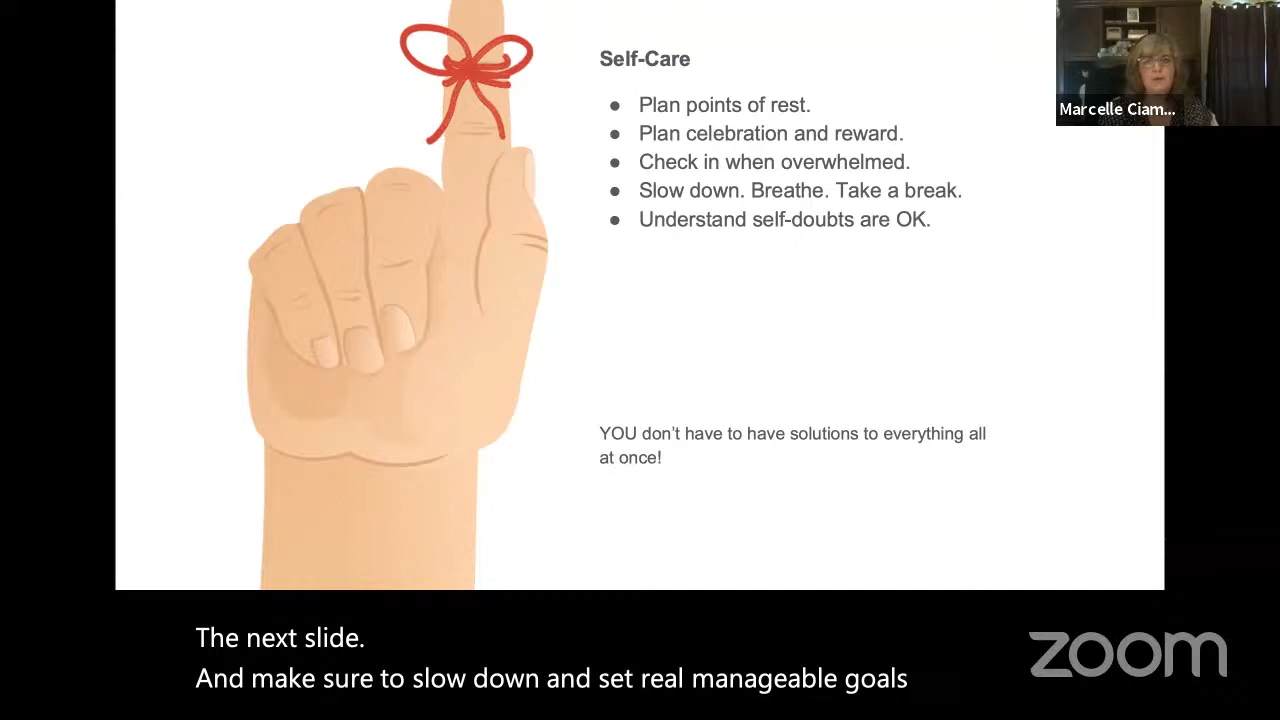 Self-Care
● Plan points of rest.
● Plan celebration and reward.
● Check in when overwhelmed.
● Slow down. Breathe. Take a break.
● Understand self-doubts are OK.
Marcelle Ciam...
YOU don't have to have solutions to everything all
at once!
The next slide.
And make sure to slow down and set real manageable goals
zoom